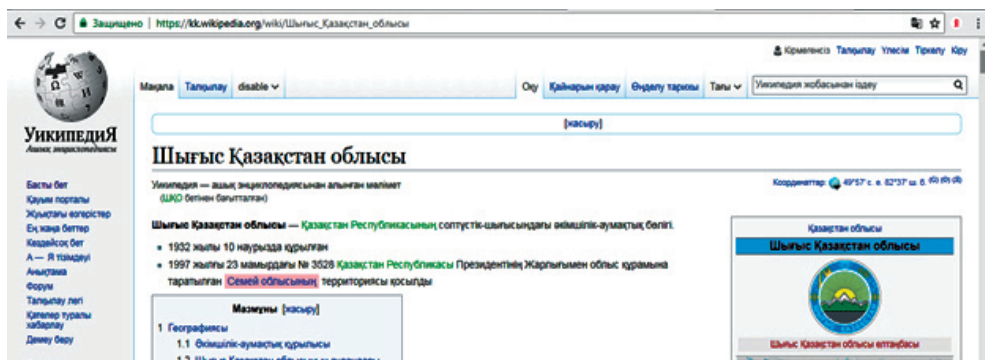 Защищено | https://kk.wikipedia.org/wiki/Шығыс_Қазақстан_облысы
Кірменсіз Талқылау Үлесім Тіркелу Кіру
Мақала Талқылау disable Оқу Қайнарын қарау Өңделу тарихы Тағы Уикипедия жобасынан іздеу
УикипедиЯ
Ашық энциклопедиясы
[жасыру]
Шығыс Қазақстан облысы
Уикипедия — ашық энциклопедиясынан алынған мәлімет
(ШҚО бетінен бағытталған)
Координаттар: 49°57′ с. е. 82°37′ ш. б. (G) (O) (Я)
Басты бет
Қауым порталы
Жуықтағы өзгерістер
Ең жаңа беттер
Кездейсоқ бет
А — Я тізімдеуі
Анықтама
Форум
Талқылау легі
Қателер туралы
хабарлау
Демеу беру
Шығыс Қазақстан облысы — Қазақстан Республикасының солтүстік-шығысындағы әкімшілік-аумақтық бөлігі.
1932 жылы 10 наурызда құрылған
1997 жылғы 23 мамырдағы № 3528 Қазақстан Республикасы Президентінің Жарлығымен облыс құрамына
таратылған Семей облысының территориясы қосылды
Мазмұны [жасыру]
1 Географиясы
1.1 Әкімшілік-аумақтық құрылысы
Қазақстан облысы
Шығыс Қазақстан облысы
Шығыс Қазақстан облысы елтаңбасы